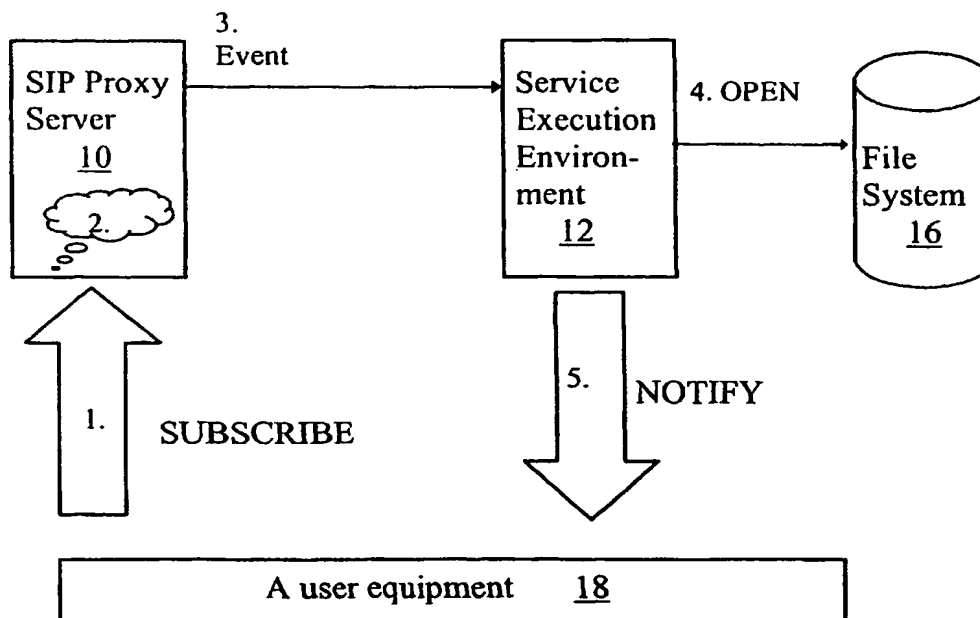 3.
Event
SIP Proxy
Server
10
2.
Service
Execution
Environ-
ment
12
4. OPEN
File
System
16
1.
SUBSCRIBE
5.
NOTIFY
A user equipment 18